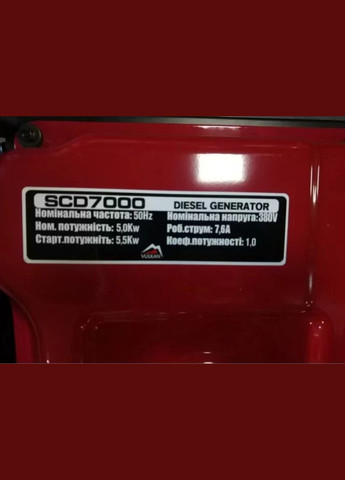 SCD7000 DIESEL GENERATOR
Номінальна частота: 50Hz Номінальна напруга: 380V
Ном. потужність: 5,0Kw Роб.струм: 7,6А
Старт.потужніть: 5,5Kw Коеф.потужності: 1,0
VULKAN